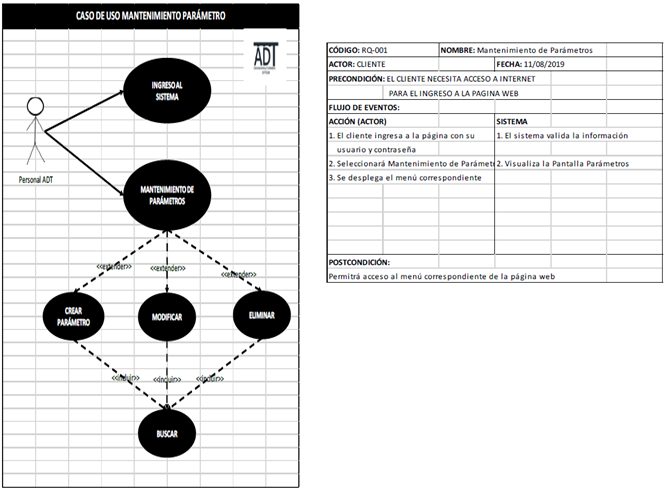 CASO DE USO MANTENIMIENTO PARÁMETRO
ADT
INGRESO AL
SISTEMA
Personal ADT
MANTENIMIENTO DE
PARÁMETROS
<<extender>>
<<extender>>
<<extender>>
CREAR
PARÁMETRO
MODIFICAR
ELIMINAR
<<incluir>>
<<incluir>>
<<incluir>>
BUSCAR
CÓDIGO: RQ-001 NOMBRE: Mantenimiento de Parámetros
ACTOR: CLIENTE FECHA: 11/08/2019
PRECONDICIÓN: EL CLIENTE NECESITA ACCESO A INTERNET
PARA EL INGRESO A LA PAGINA WEB
FLUJO DE EVENTOS:
ACCIÓN (ACTOR) SISTEMA
1. El cliente ingresa a la página con su 1. El sistema valida la información
usuario y contraseña
2. Seleccionará Mantenimiento de Parámet 2. Visualiza la Pantalla Parámetros
3. Se desplega el menú correspondiente
POSTCONDICIÓN:
Permitrá acceso al menú correspondiente de la página web